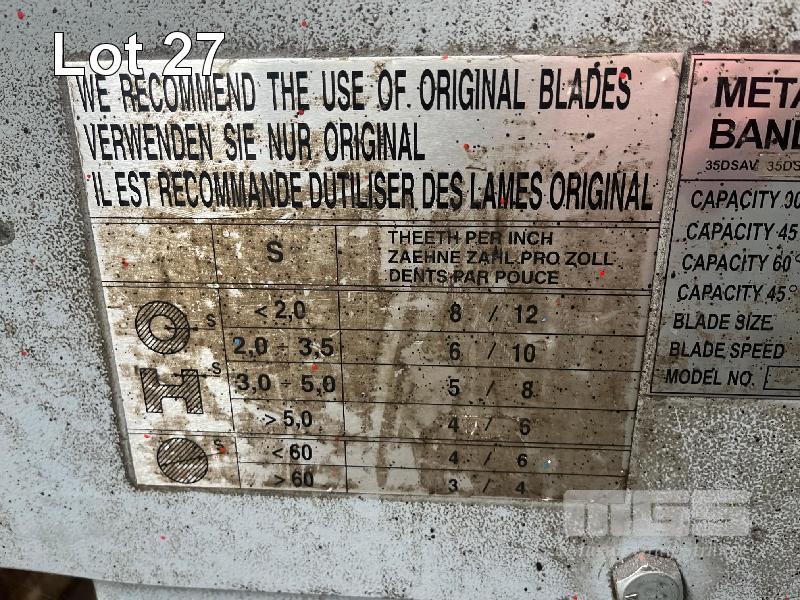 Lot 27
WE RECOMMEND THE USE OF ORIGINAL BLADES
VERWENDEN SIE NUR ORIGINAL
IL EST RECOMMANDE DUTILISER DES LAMES ORIGINAL
S
THEETH PER INCH
ZAEHNE ZAHL.PRO ZOLL
DENTS PAR POUCE
S < 2,0 8 / 12
2,0 ÷ 3,5 6 / 10
S 3,0 ÷ 5,0 5 / 8
> 5,0 4 / 6
S < 60 4 / 6
> 60 3 / 4
META
BAND
35DSAV 35DS
CAPACITY 90
CAPACITY 45
CAPACITY 60°
CAPACITY 45°
BLADE SIZE
BLADE SPEED
MODEL NO.
MGS